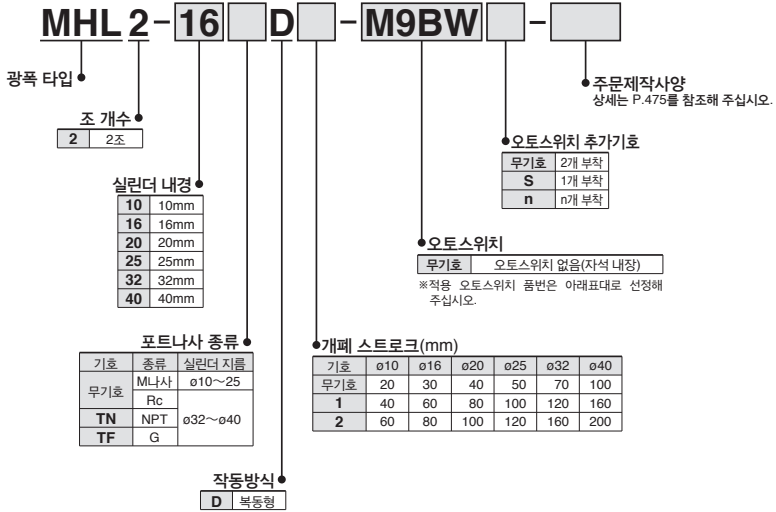 MHL 2 - 16 D - M9BW -
광폭 타입
조 개수
2 2조
실린더 내경
10 10mm
16 16mm
20 20mm
25 25mm
32 32mm
40 40mm
포트나사 종류
기호 종류 실린더 지름
무기호 M나사 ø10～25
Rc ø32～ø40
TN NPT
TF G
작동방식
D 복동형
개폐 스트로크(mm)
기호 ø10 ø16 ø20 ø25 ø32 ø40
무기호 20 30 40 50 70 100
1 40 60 80 100 120 160
2 60 80 100 120 160 200
오토스위치
무기호 오토스위치 없음(자석 내장)
※적용 오토스위치 품번은 아래표대로 선정해
주십시오.
오토스위치 추가기호
무기호 2개 부착
S 1개 부착
n n개 부착
주문제작사양
상세는 P.475를 참조해 주십시오.